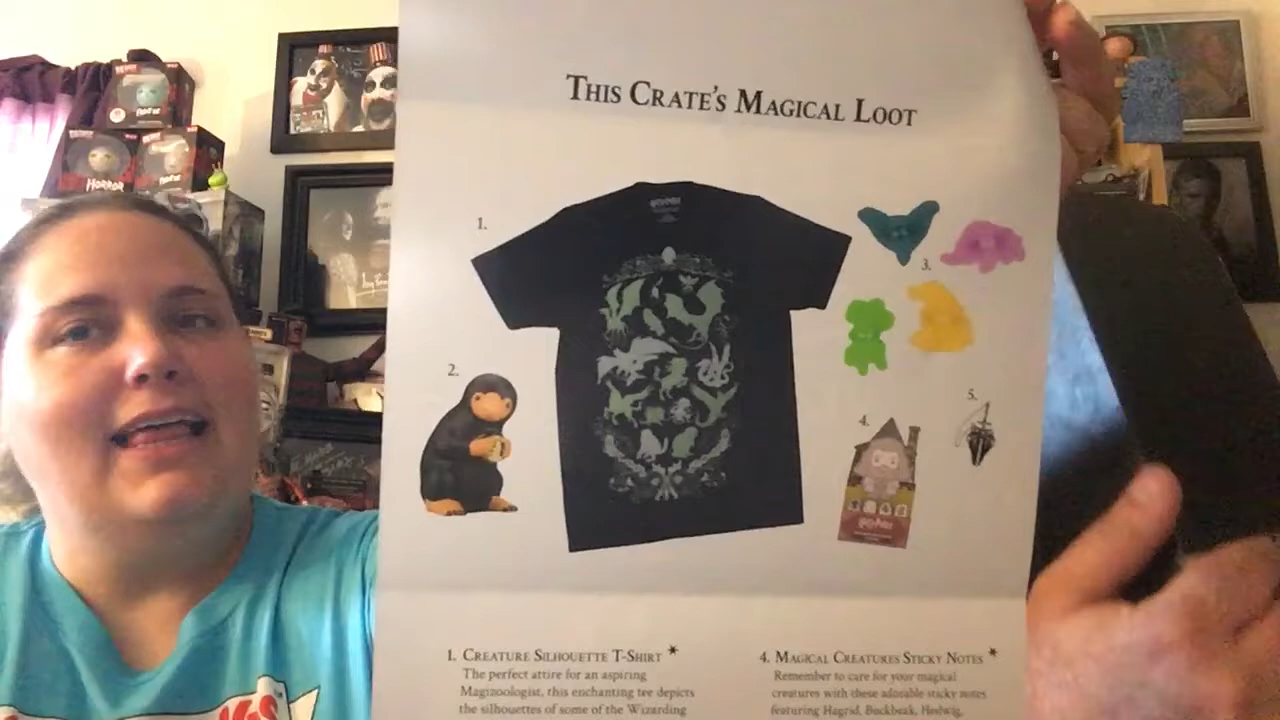 THIS CRATE'S MAGICAL LOOT
1.
2.
3.
4.
5.
1. CREATURE SILHOUETTE T-SHIRT *
The perfect attire for an aspiring
Magizoologist, this enchanting tee depicts
the silhouettes of some of the Wizarding
4. MAGICAL CREATURES STICKY NOTES *
Remember to care for your magical
creatures with these adorable sticky notes
featuring Hagrid, Buckbeak, Hedwig,
HORROR